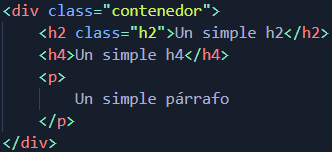 <div class="contenedor">
    <h2 class="h2">Un simple h2</h2>
    <h4>Un simple h4</h4>
    <p>
        Un simple párrafo
    </p>
</div>